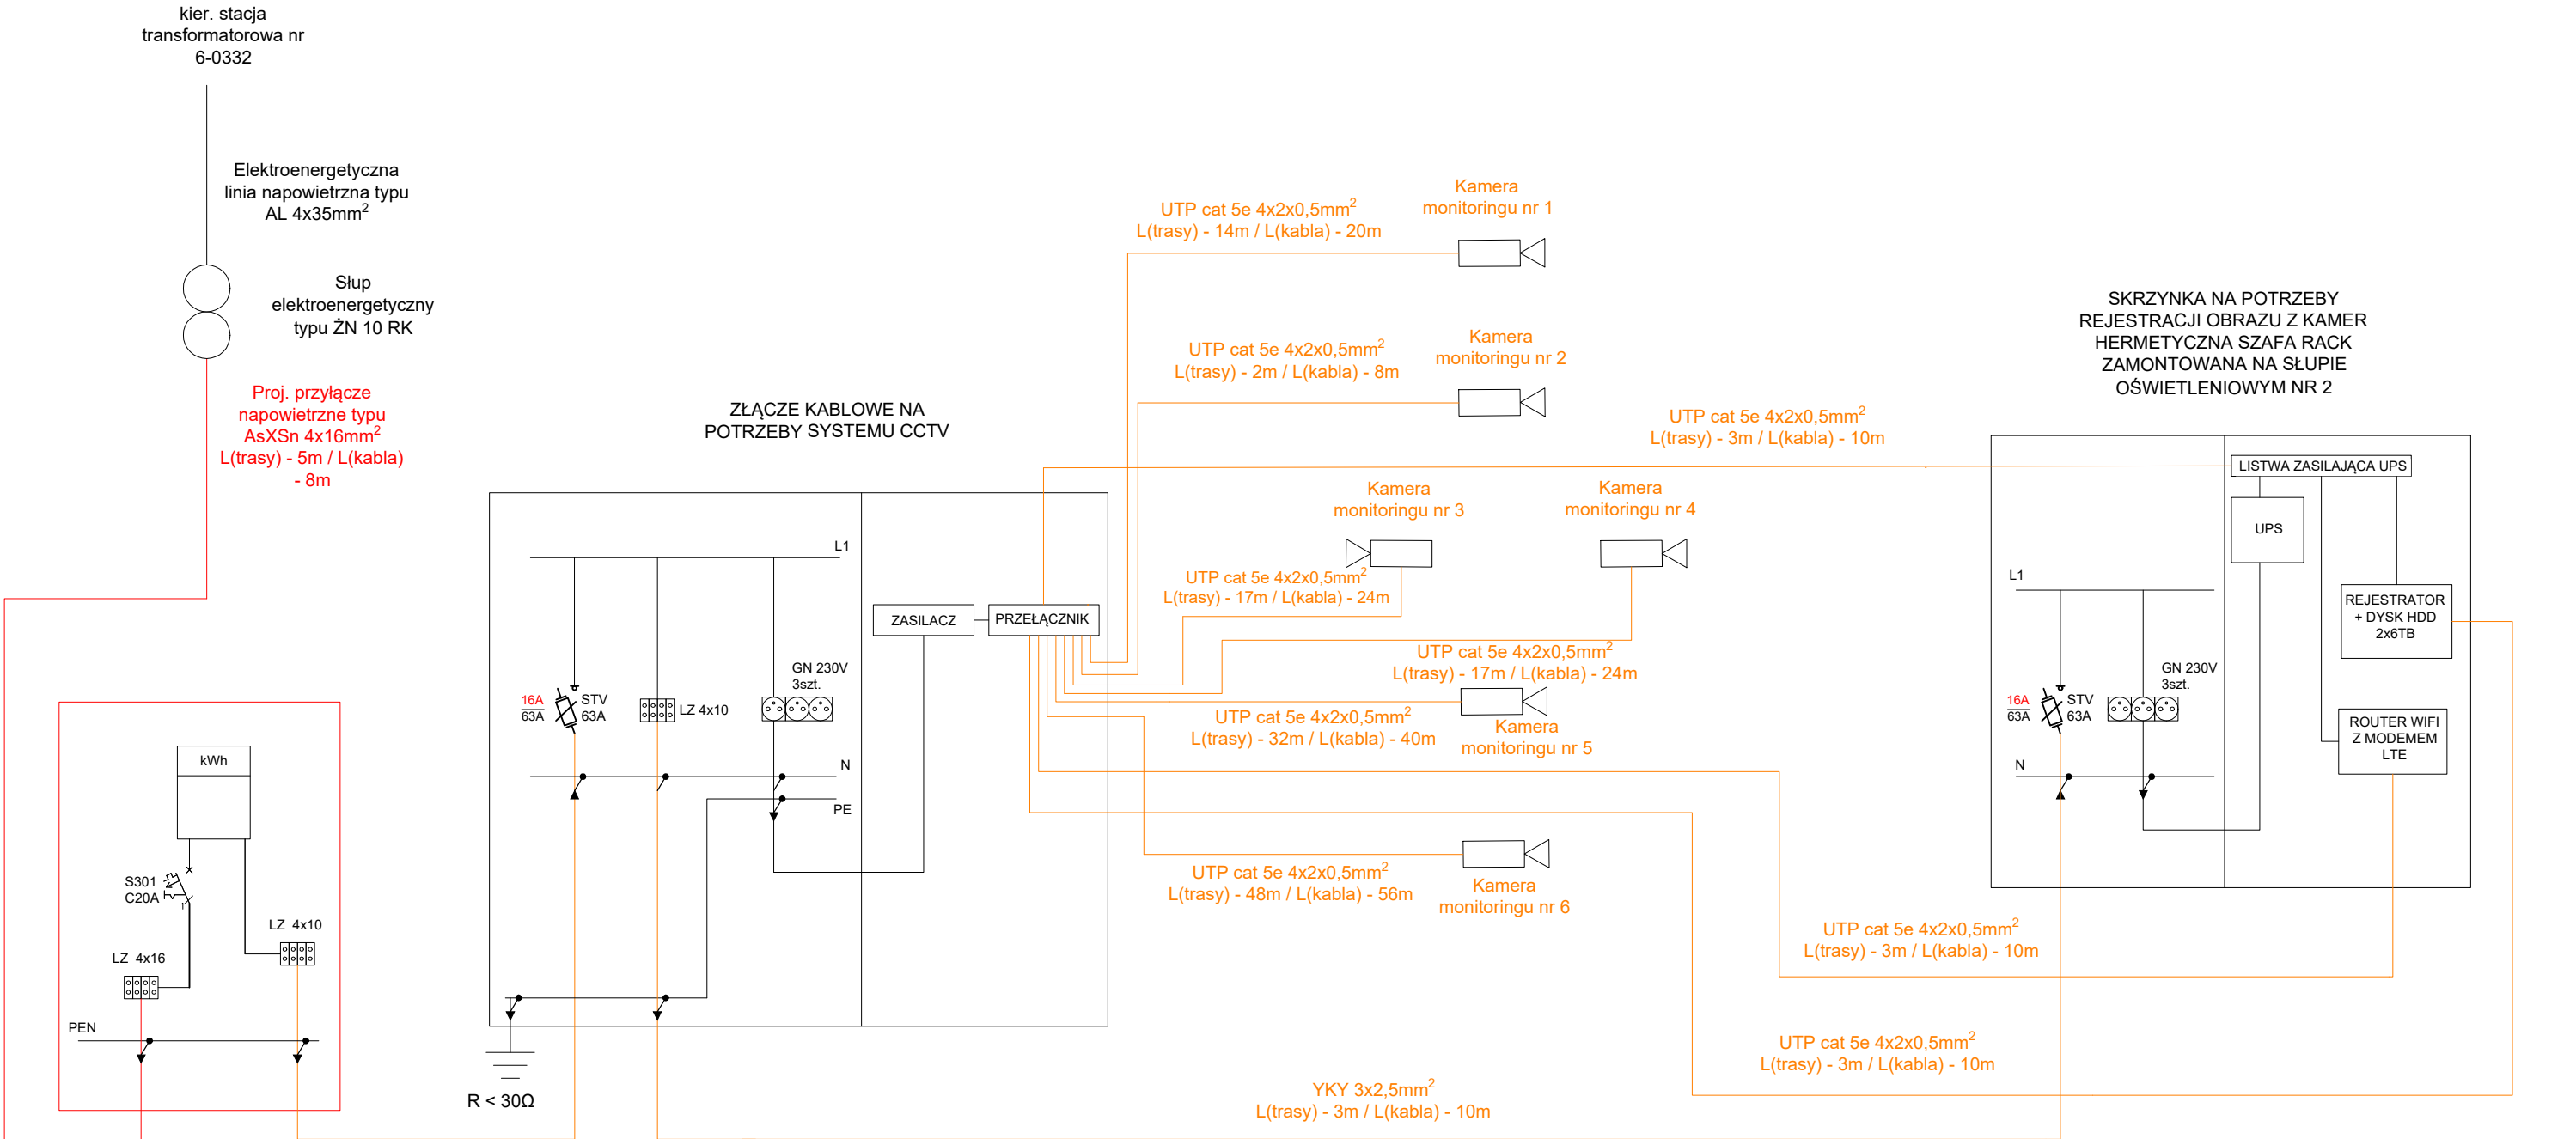 kier. stacja
transformatorowa nr
6-0332
Elektroenergetyczna
linia napowietrzna typu
AL 4x35mm²
Słup
elektroenergetyczny
typu ŻN 10 RK
Proj. przyłącze
napowietrzne typu
AsXSn 4x16mm²
L(trasy) - 5m / L(kabla)
- 8m
kWh
S301
C20A
LZ 4x10
LZ 4x16
PEN
ZŁĄCZE KABLOWE NA
POTRZEBY SYSTEMU CCTV
L1
ZASILACZ
PRZEŁĄCZNIK
GN 230V
3szt.
16A
63A
STV
63A
LZ 4x10
N
PE
R < 30Ω
UTP cat 5e 4x2x0,5mm²
L(trasy) - 14m / L(kabla) - 20m
Kamera
monitoringu nr 1
UTP cat 5e 4x2x0,5mm²
L(trasy) - 2m / L(kabla) - 8m
Kamera
monitoringu nr 2
UTP cat 5e 4x2x0,5mm²
L(trasy) - 3m / L(kabla) - 10m
Kamera
monitoringu nr 3
Kamera
monitoringu nr 4
UTP cat 5e 4x2x0,5mm²
L(trasy) - 17m / L(kabla) - 24m
UTP cat 5e 4x2x0,5mm²
L(trasy) - 17m / L(kabla) - 24m
UTP cat 5e 4x2x0,5mm²
L(trasy) - 32m / L(kabla) - 40m
Kamera
monitoringu nr 5
UTP cat 5e 4x2x0,5mm²
L(trasy) - 48m / L(kabla) - 56m
Kamera
monitoringu nr 6
UTP cat 5e 4x2x0,5mm²
L(trasy) - 3m / L(kabla) - 10m
UTP cat 5e 4x2x0,5mm²
L(trasy) - 3m / L(kabla) - 10m
YKY 3x2,5mm²
L(trasy) - 3m / L(kabla) - 10m
SKRZYNKA NA POTRZEBY
REJESTRACJI OBRAZU Z KAMER
HERMETYCZNA SZAFA RACK
ZAMONTOWANA NA SŁUPIE
OŚWIETLENIOWYM NR 2
LISTWA ZASILAJĄCA UPS
UPS
L1
REJESTRATOR
+ DYSK HDD
2x6TB
GN 230V
3szt.
16A
63A
STV
63A
ROUTER WIFI
Z MODEMEM
LTE
N